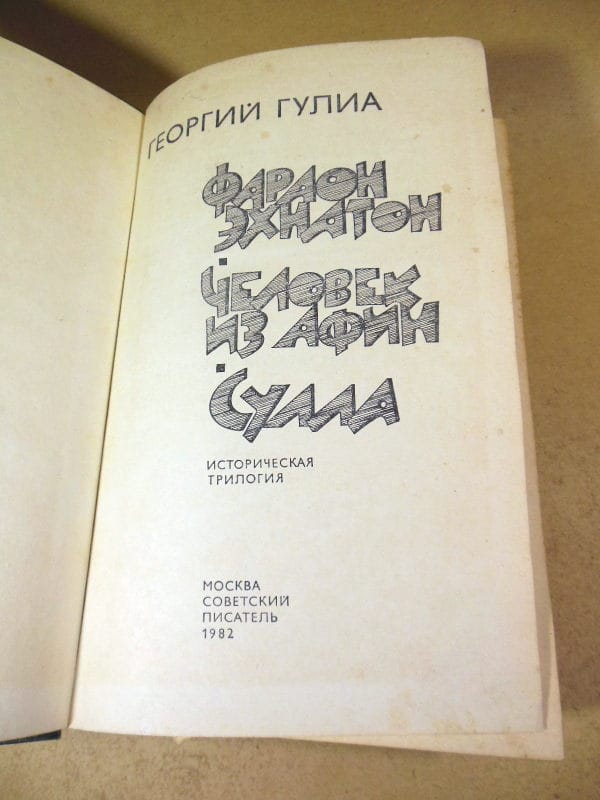 ГЕОРГИЙ ГУЛИА
ФАРАОН
ЭХНАТОН
·
ЧЕЛОВЕК
ИЗ АФИН
·
СУЛЛА
ИСТОРИЧЕСКАЯ
ТРИЛОГИЯ
МОСКВА
СОВЕТСКИЙ
ПИСАТЕЛЬ
1982